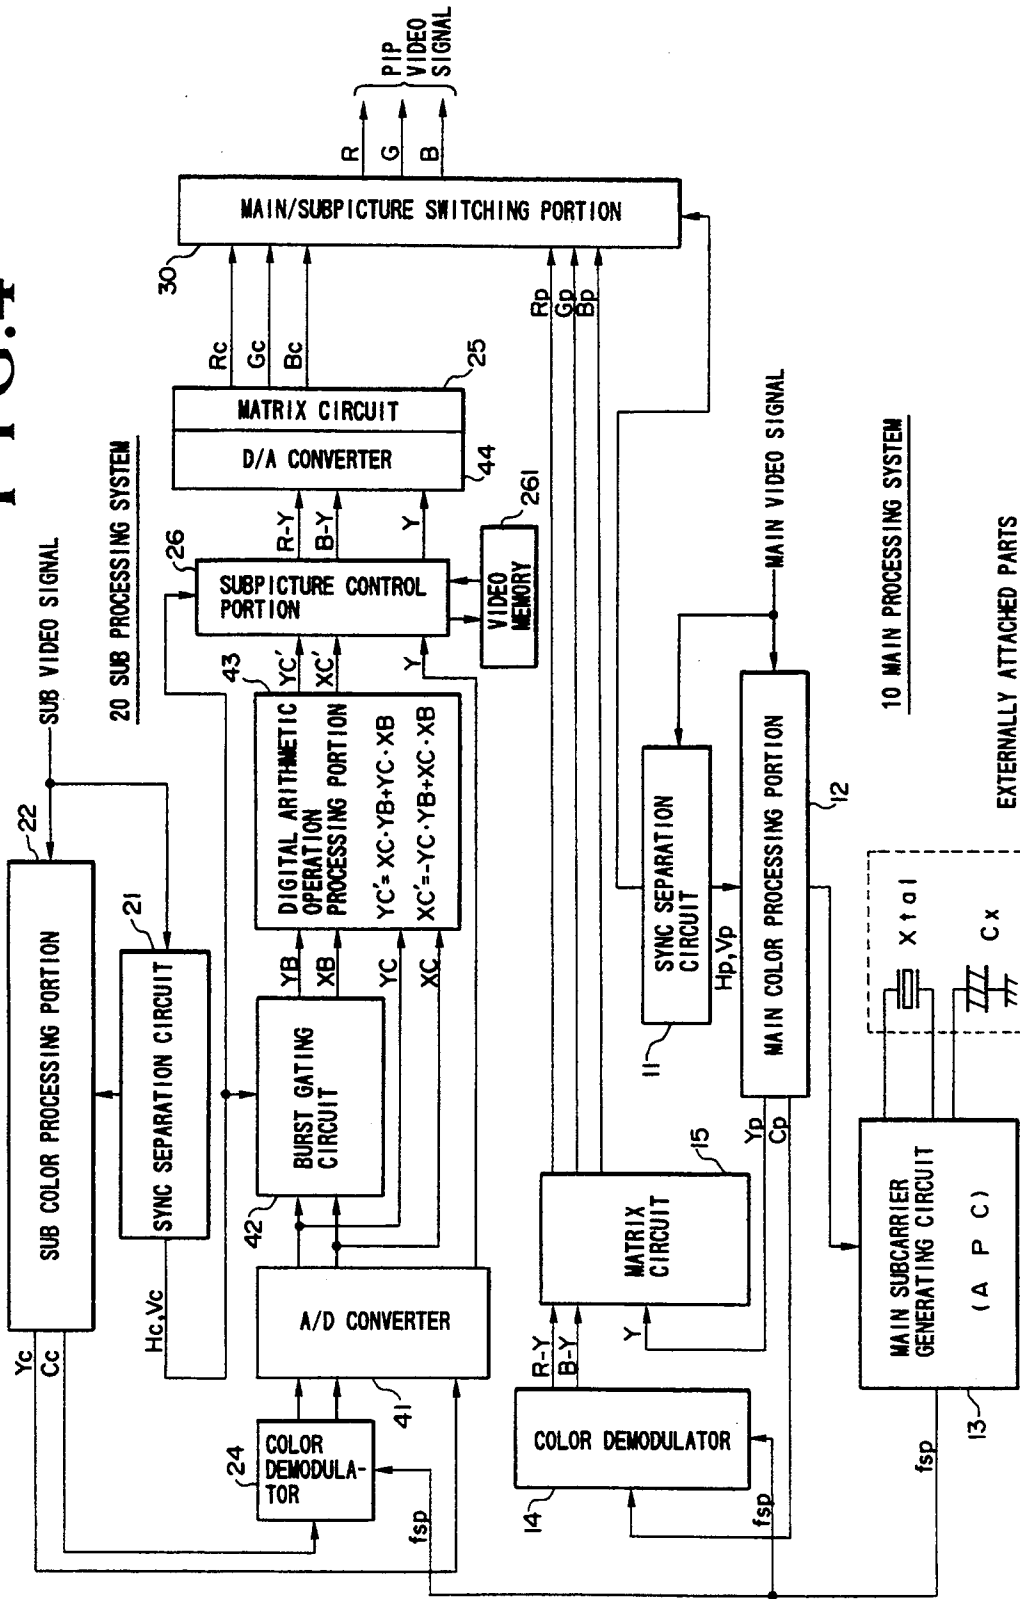 FIG.4
SUB VIDEO SIGNAL
20 SUB PROCESSING SYSTEM
22
SUB COLOR PROCESSING PORTION
21
SYNC SEPARATION CIRCUIT
Yc
Cc
Hc,Vc
24
COLOR
DEMODULA-
TOR
fsp
A/D CONVERTER
41
BURST GATING
CIRCUIT
42
YB
XB
YC
XC
43
DIGITAL ARITHMETIC
OPERATION
PROCESSING PORTION
YC'= XC·YB+YC·XB
XC'=-YC·YB+XC·XB
YC'
XC'
Y
26
SUBPICTURE CONTROL
PORTION
VIDEO
MEMORY
261
R-Y
B-Y
Y
D/A CONVERTER
44
MATRIX CIRCUIT
25
Rc
Gc
Bc
30
MAIN/SUBPICTURE SWITCHING PORTION
R
G
B
PIP
VIDEO
SIGNAL
Rp
Gp
Bp
MAIN VIDEO SIGNAL
10 MAIN PROCESSING SYSTEM
SYNC SEPARATION
CIRCUIT
11
Hp,Vp
MAIN COLOR PROCESSING PORTION
12
Yp
Cp
MATRIX
CIRCUIT
15
R-Y
B-Y
Y
COLOR DEMODULATOR
14
fsp
MAIN SUBCARRIER
GENERATING CIRCUIT
(A P C)
13
fsp
Xtal
Cx
EXTERNALLY ATTACHED PARTS